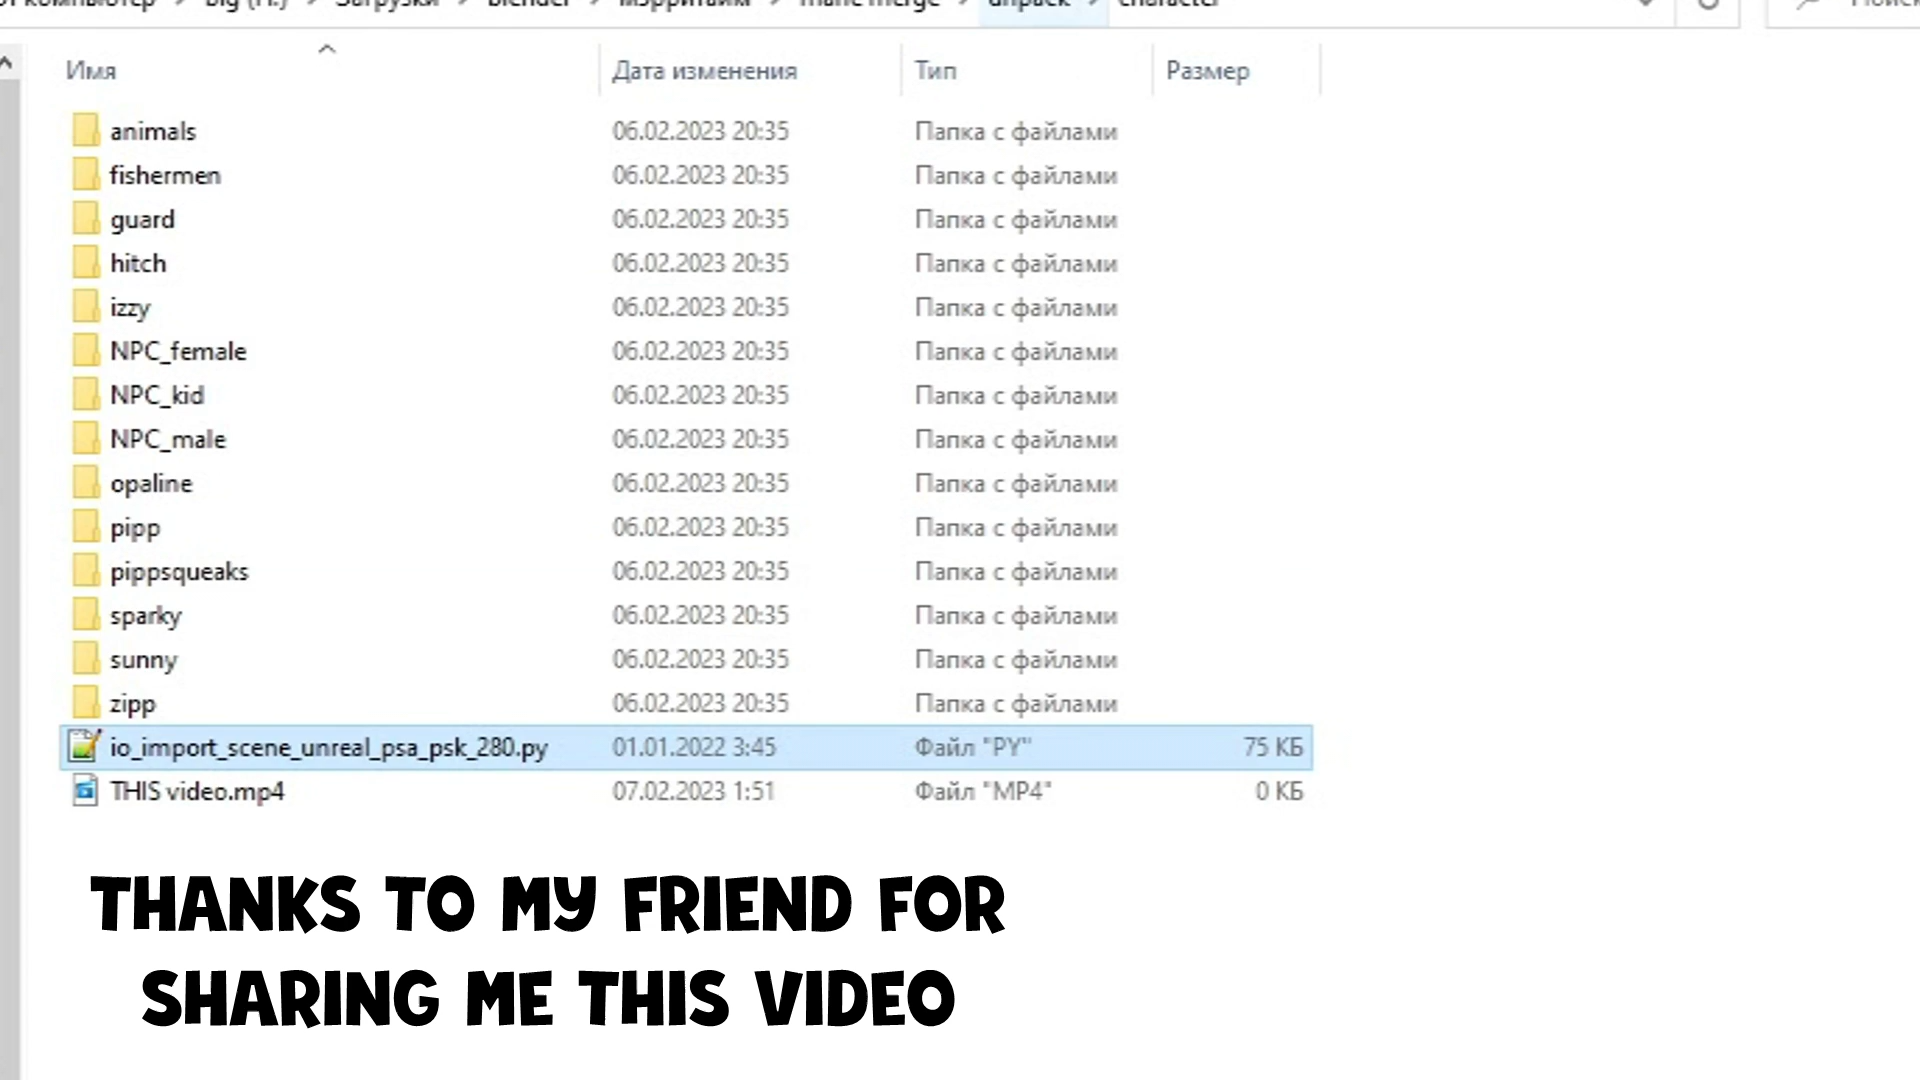 Имя Дата изменения Тип Размер
animals 06.02.2023 20:35 Папка с файлами
fishermen 06.02.2023 20:35 Папка с файлами
guard 06.02.2023 20:35 Папка с файлами
hitch 06.02.2023 20:35 Папка с файлами
izzy 06.02.2023 20:35 Папка с файлами
NPC_female 06.02.2023 20:35 Папка с файлами
NPC_kid 06.02.2023 20:35 Папка с файлами
NPC_male 06.02.2023 20:35 Папка с файлами
opaline 06.02.2023 20:35 Папка с файлами
pipp 06.02.2023 20:35 Папка с файлами
pippsqueaks 06.02.2023 20:35 Папка с файлами
sparky 06.02.2023 20:35 Папка с файлами
sunny 06.02.2023 20:35 Папка с файлами
zipp 06.02.2023 20:35 Папка с файлами
io_import_scene_unreal_psa_psk_280.py 01.01.2022 3:45 Файл "PY" 75 КБ
THIS video.mp4 07.02.2023 1:51 Файл "MP4" 0 КБ
THANKS TO MY FRIEND FOR
SHARING ME THIS VIDEO